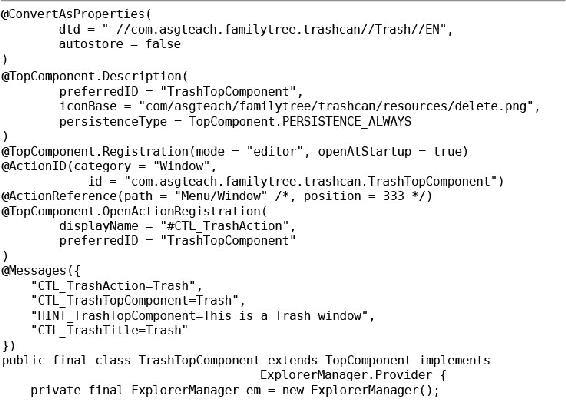 @ConvertAsProperties(
dtd = "-//com.asgteach.familytree.trashcan//Trash//EN",
autostore = false
)
@TopComponent.Description(
preferredID = "TrashTopComponent",
iconBase = "com/asgteach/familytree/trashcan/resources/delete.png",
persistenceType = TopComponent.PERSISTENCE_ALWAYS
)
@TopComponent.Registration(mode = "editor", openAtStartup = true)
@ActionID(category = "Window",
id = "com.asgteach.familytree.trashcan.TrashTopComponent")
@ActionReference(path = "Menu/Window" /*, position = 333 */)
@TopComponent.OpenActionRegistration(
displayName = "#CTL_TrashAction",
preferredID = "TrashTopComponent"
)
@Messages({
"CTL_TrashAction=Trash",
"CTL_TrashTopComponent=Trash",
"HINT_TrashTopComponent=This is a Trash window",
"CTL_TrashTitle=Trash"
})
public final class TrashTopComponent extends TopComponent implements
ExplorerManager.Provider {
private final ExplorerManager em = new ExplorerManager();